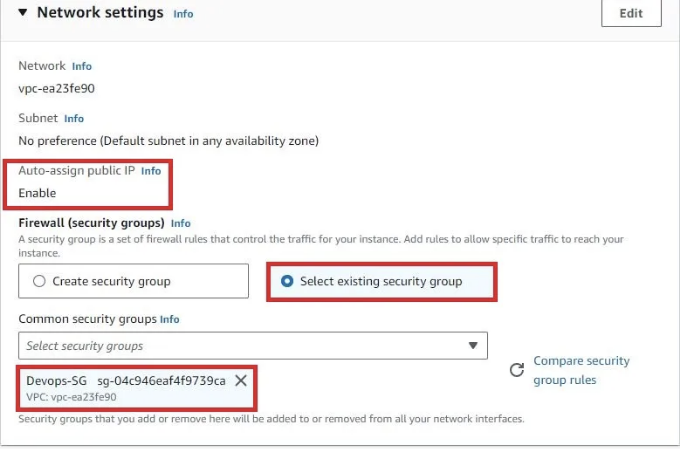 Network settings Info
Edit
Network Info
vpc-ea23fe90
Subnet Info
No preference (Default subnet in any availability zone)
Auto-assign public IP Info
Enable
Firewall (security groups) Info
A security group is a set of firewall rules that control the traffic for your instance. Add rules to allow specific traffic to reach your
instance.
Create security group
Select existing security group
Common security groups Info
Select security groups
Devops-SG sg-04c946eaf4f9739ca
VPC: vpc-ea23fe90
Compare security
group rules
Security groups that you add or remove here will be added to or removed from all your network interfaces.